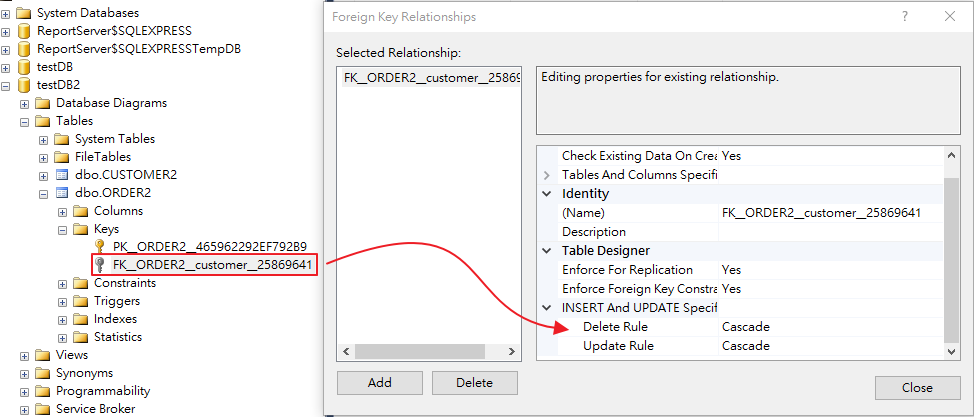 System Databases
ReportServer$SQLEXPRESS
ReportServer$SQLEXPRESSTempDB
testDB
testDB2
Database Diagrams
Tables
System Tables
FileTables
dbo.CUSTOMER2
dbo.ORDER2
Columns
Keys
PK__ORDER2__465962292EF792B9
FK__ORDER2__customer__25869641
Constraints
Triggers
Indexes
Statistics
Views
Synonyms
Programmability
Service Broker
Foreign Key Relationships
?
Selected Relationship:
FK__ORDER2__customer__25869
Editing properties for existing relationship.
Check Existing Data On Crea Yes
Tables And Columns Specifi
Identity
(Name) FK__ORDER2__customer__25869641
Description
Table Designer
Enforce For Replication Yes
Enforce Foreign Key Constra Yes
INSERT And UPDATE Specif
Delete Rule Cascade
Update Rule Cascade
Add
Delete
Close